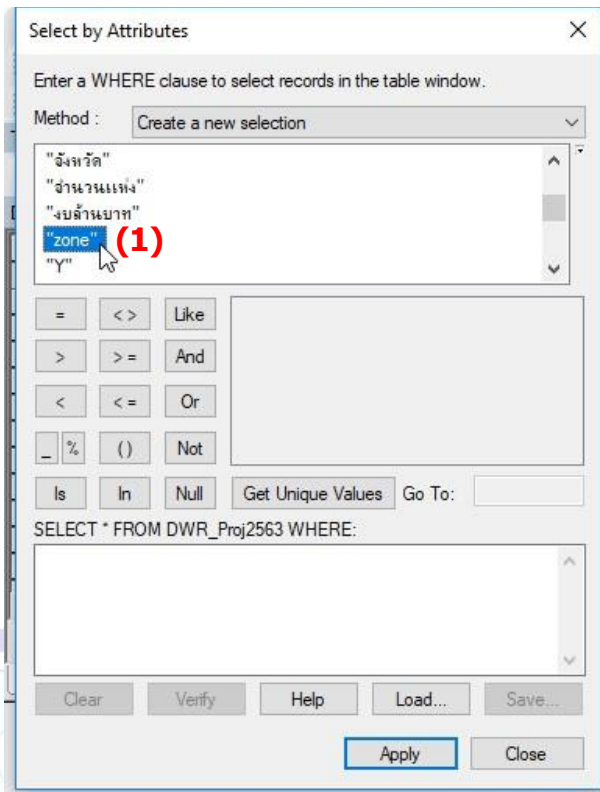 Select by Attributes
Enter a WHERE clause to select records in the table window.
Method : Create a new selection
"จังหวัด"
"จำนวนแห่ง"
"งบล้านบาท"
"zone" (1)
"Y"
= < > Like
> > = And
< < = Or
_ % ( ) Not
Is In Null Get Unique Values Go To:
SELECT * FROM DWR_Proj2563 WHERE:
Clear Verify Help Load... Save...
Apply Close